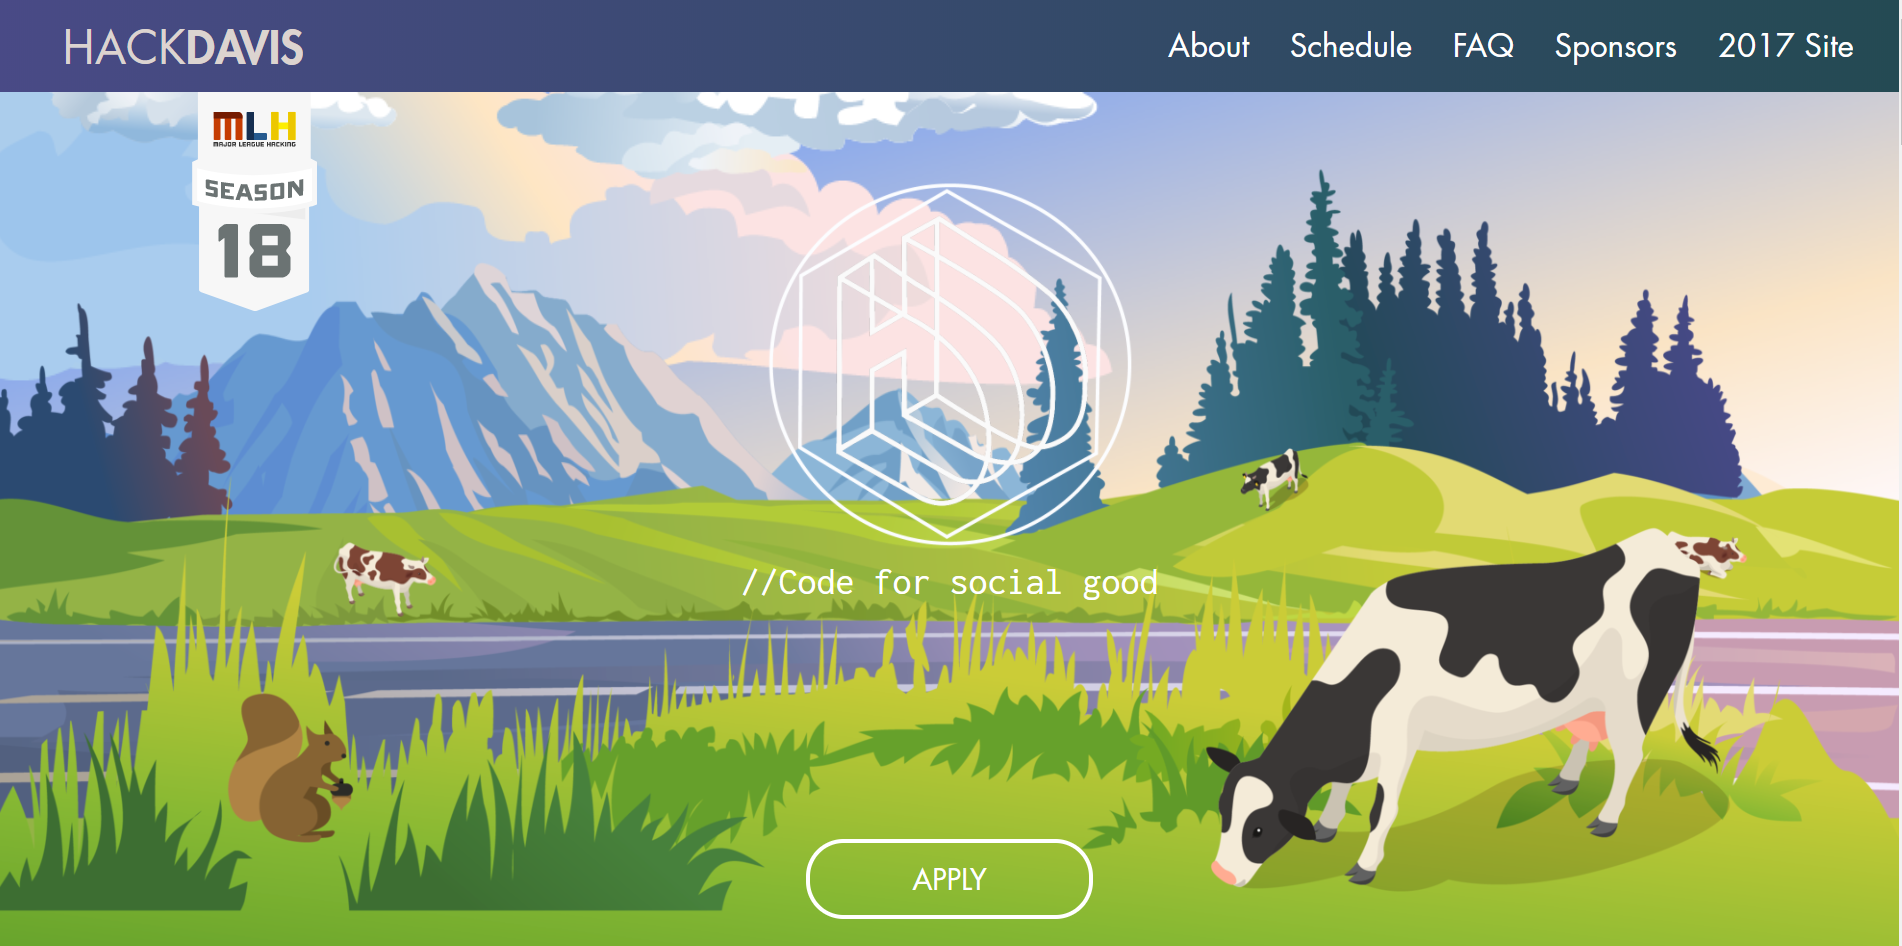 HACKDAVIS
About Schedule FAQ Sponsors 2017 Site
MLH
MAJOR LEAGUE HACKING
SEASON
18
//Code for social good
APPLY